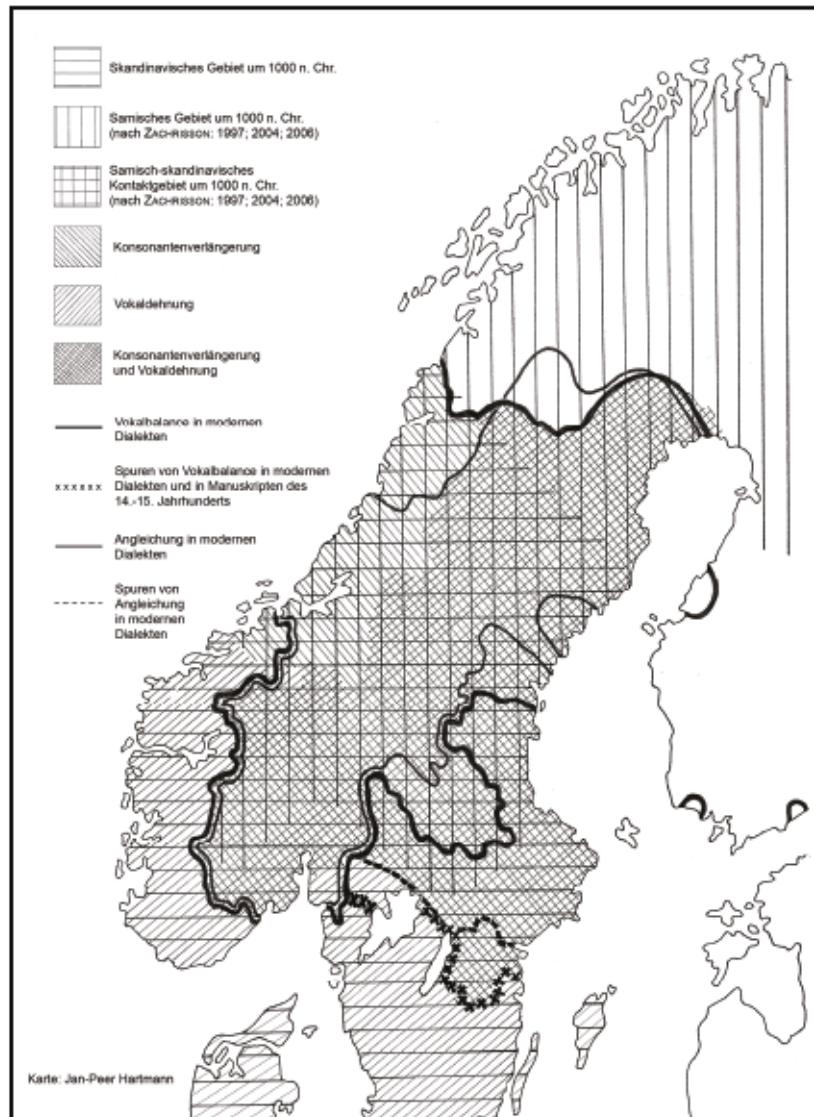 Skandinavisches Gebiet um 1000 n. Chr.
Samisches Gebiet um 1000 n. Chr.
(nach ZACHRISSON: 1997; 2004; 2006)
Samisch-skandinavisches
Kontaktgebiet um 1000 n. Chr.
(nach ZACHRISSON: 1997; 2004; 2006)
Konsonantenverlängerung
Vokaldehnung
Konsonantenverlängerung
und Vokaldehnung
Vokalbalance in modernen
Dialekten
Spuren von Vokalbalance in modernen
Dialekten und in Manuskripten des
14.-15. Jahrhunderts
Angleichung in modernen
Dialekten
Spuren von
Angleichung
in modernen
Dialekten
Karte: Jan-Peer Hartmann